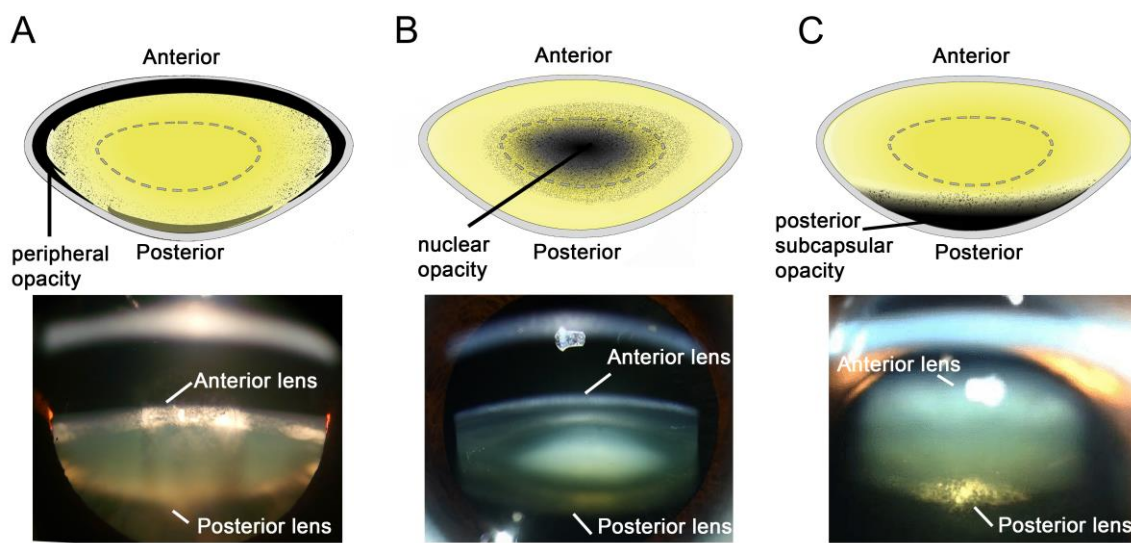 A
B
C
Anterior
Anterior
Anterior
peripheral
opacity
Posterior
nuclear
opacity
Posterior
posterior
subcapsular
opacity
Posterior
Anterior lens
Posterior lens
Anterior lens
Posterior lens
Anterior lens
Posterior lens